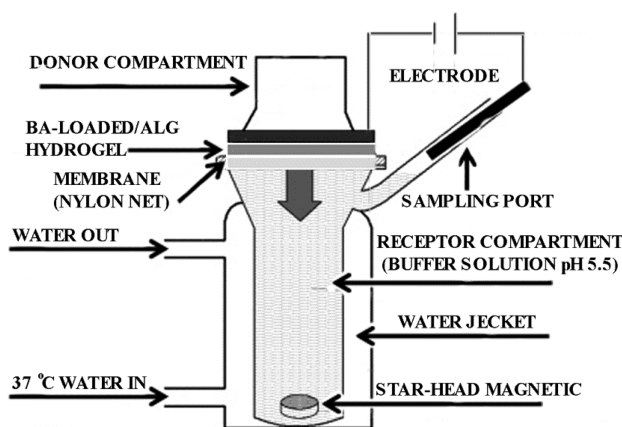 DONOR COMPARTMENT
ELECTRODE
BA-LOADED/ALG
HYDROGEL
MEMBRANE
(NYLON NET)
SAMPLING PORT
WATER OUT
RECEPTOR COMPARTMENT
(BUFFER SOLUTION pH 5.5)
WATER JECKET
37 °C WATER IN
STAR-HEAD MAGNETIC